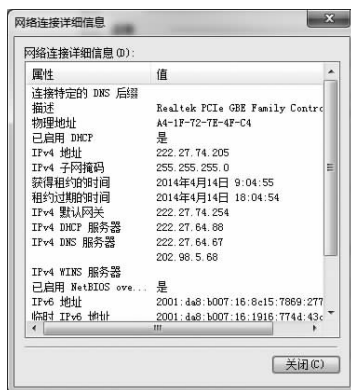 网络连接详细信息
网络连接详细信息(D):
属性 值
连接特定的 DNS 后缀
描述 Realtek PCIe GBE Family Contro
物理地址 A4-1F-72-7E-4F-C4
已启用 DHCP 是
IPv4 地址 222.27.74.205
IPv4 子网掩码 255.255.255.0
获得租约的时间 2014年4月14日 9:04:55
租约过期的时间 2014年4月14日 18:04:54
IPv4 默认网关 222.27.74.254
IPv4 DHCP 服务器 222.27.64.88
IPv4 DNS 服务器 222.27.64.67
202.98.5.68
IPv4 WINS 服务器
已启用 NetBIOS ove... 是
IPv6 地址 2001:da8:b007:16:8c15:7869:277
临时 IPv6 地址 2001:da8:b007:16:1916:774d:43c
关闭(C)